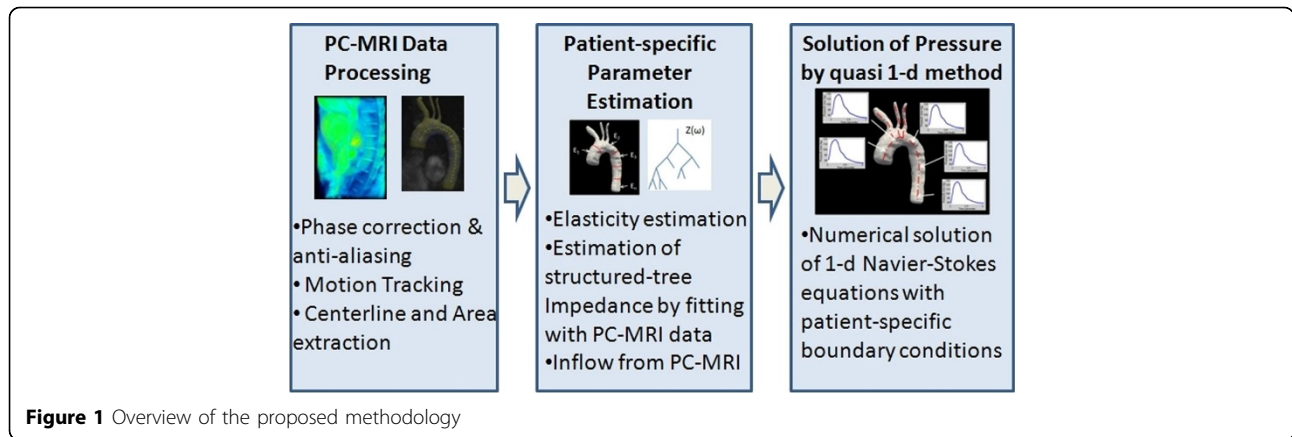 PC-MRI Data
Processing
•Phase correction &
anti-aliasing
• Motion Tracking
• Centerline and Area
extraction
Patient-specific
Parameter
Estimation
Z(ω)
•Elasticity estimation
•Estimation of
structured-tree
Impedance by fitting
with PC-MRI data
•Inflow from PC-MRI
Solution of Pressure
by quasi 1-d method
•Numerical solution
of 1-d Navier-Stokes
equations with
patient-specific
boundary conditions
Figure 1 Overview of the proposed methodology